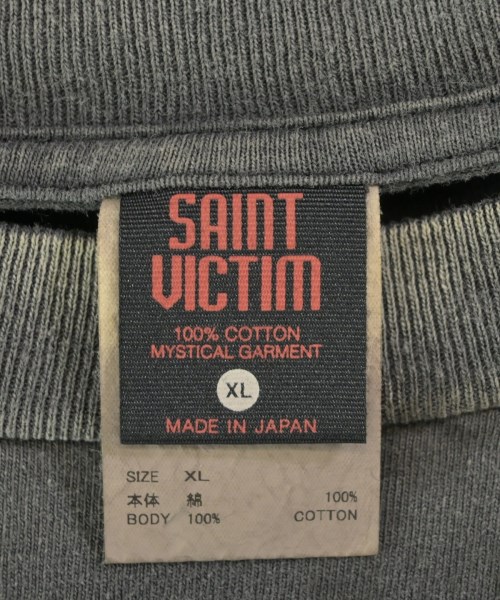 SAINT
VICTIM
100% COTTON
MYSTICAL GARMENT
XL
MADE IN JAPAN
SIZE XL
本体 綿 100%
BODY 100% COTTON